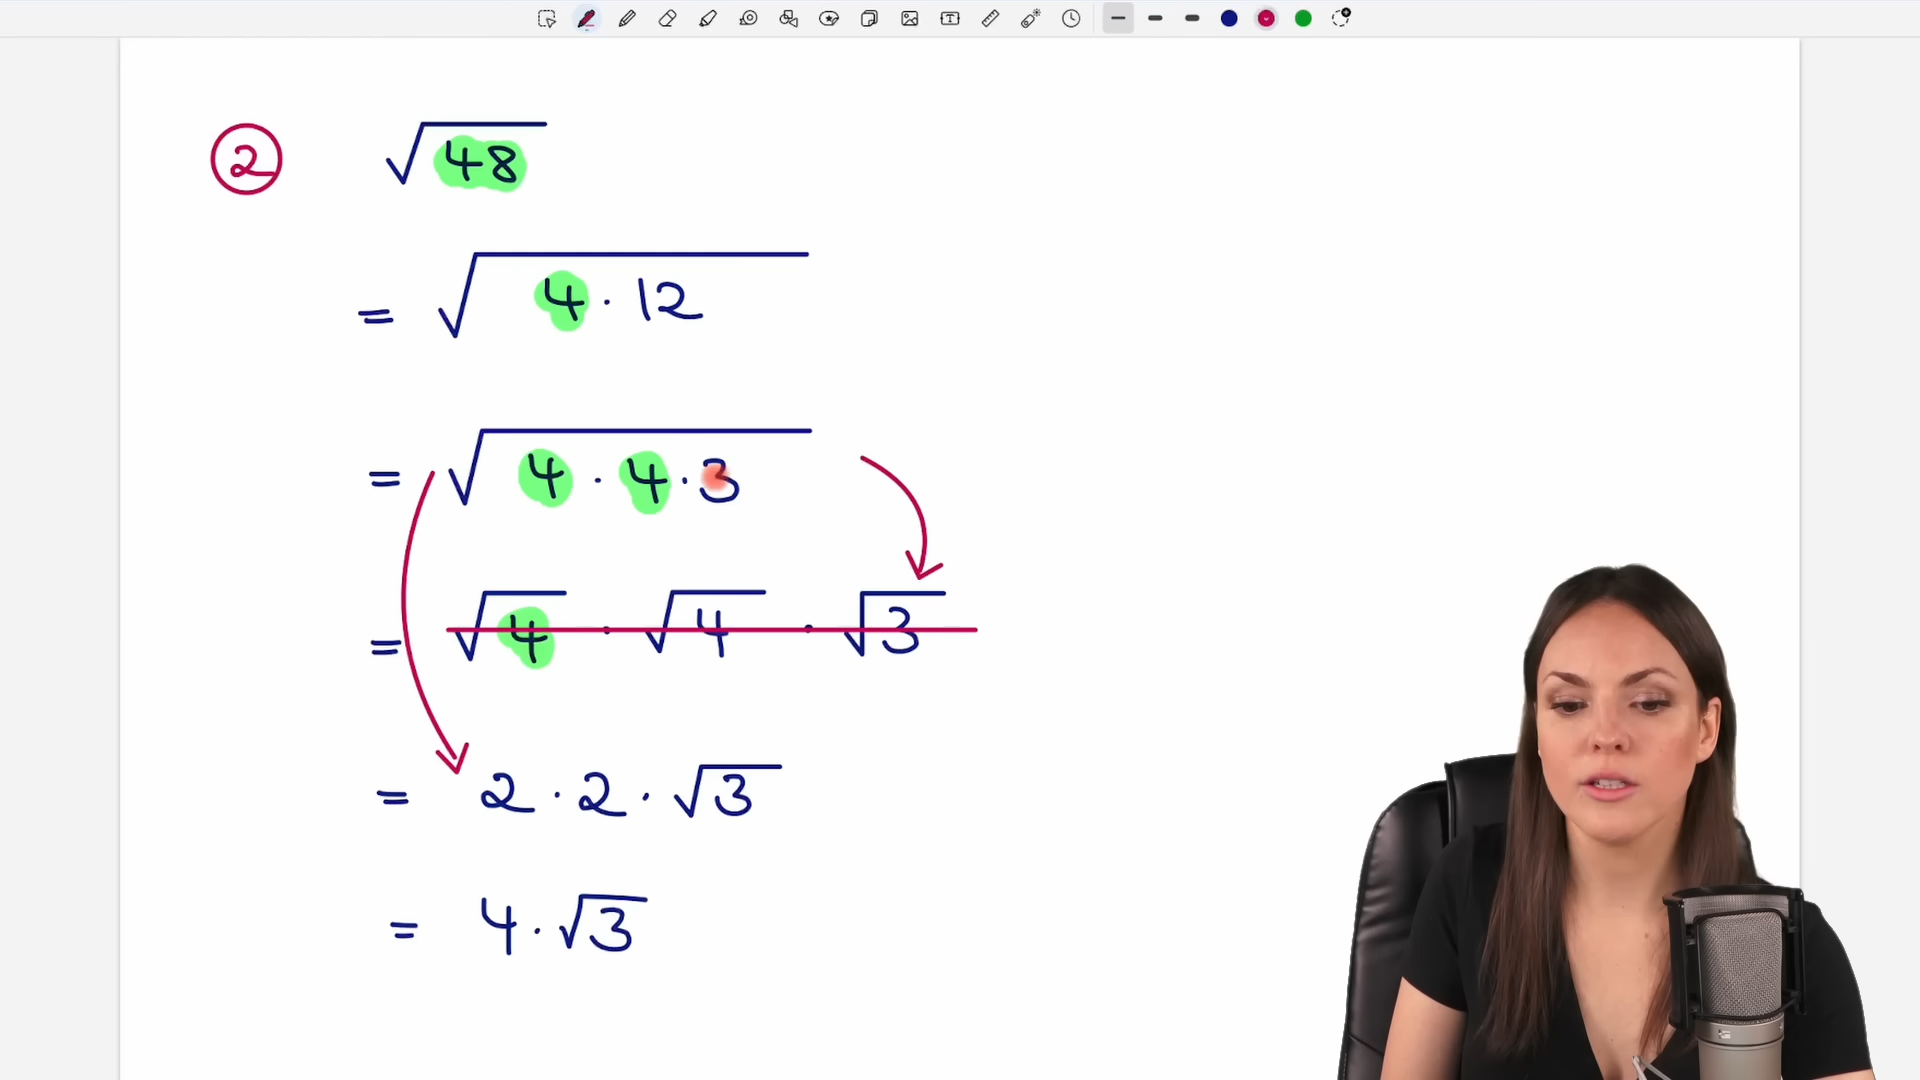 ② √48
= √4 · 12
= √4 · 4 · 3
= √4 · √4 · √3
= 2 · 2 · √3
= 4 · √3